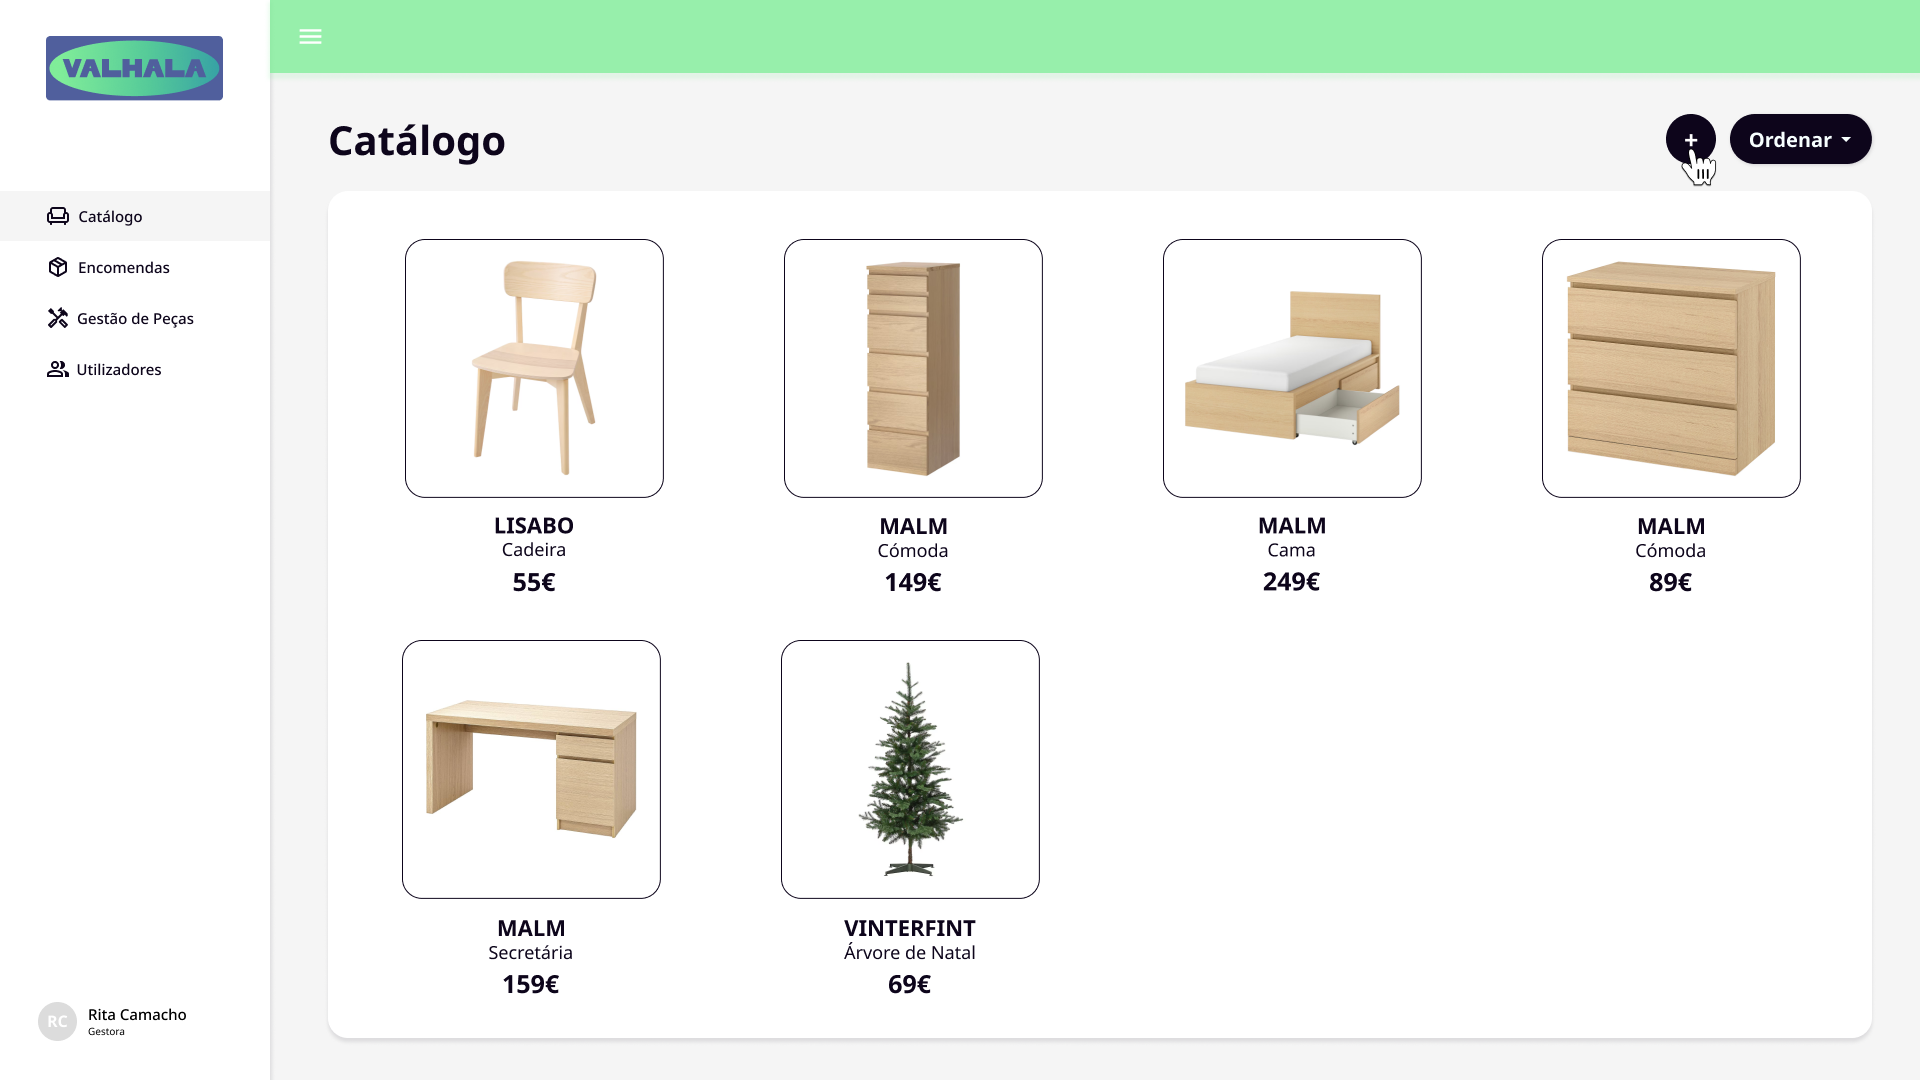 VALHALA
Catálogo
Encomendas
Gestão de Peças
Utilizadores
RC
Rita Camacho
Gestora
Catálogo
+
Ordenar
LISABO
Cadeira
55€
MALM
Cómoda
149€
MALM
Cama
249€
MALM
Cómoda
89€
MALM
Secretária
159€
VINTERFINT
Árvore de Natal
69€